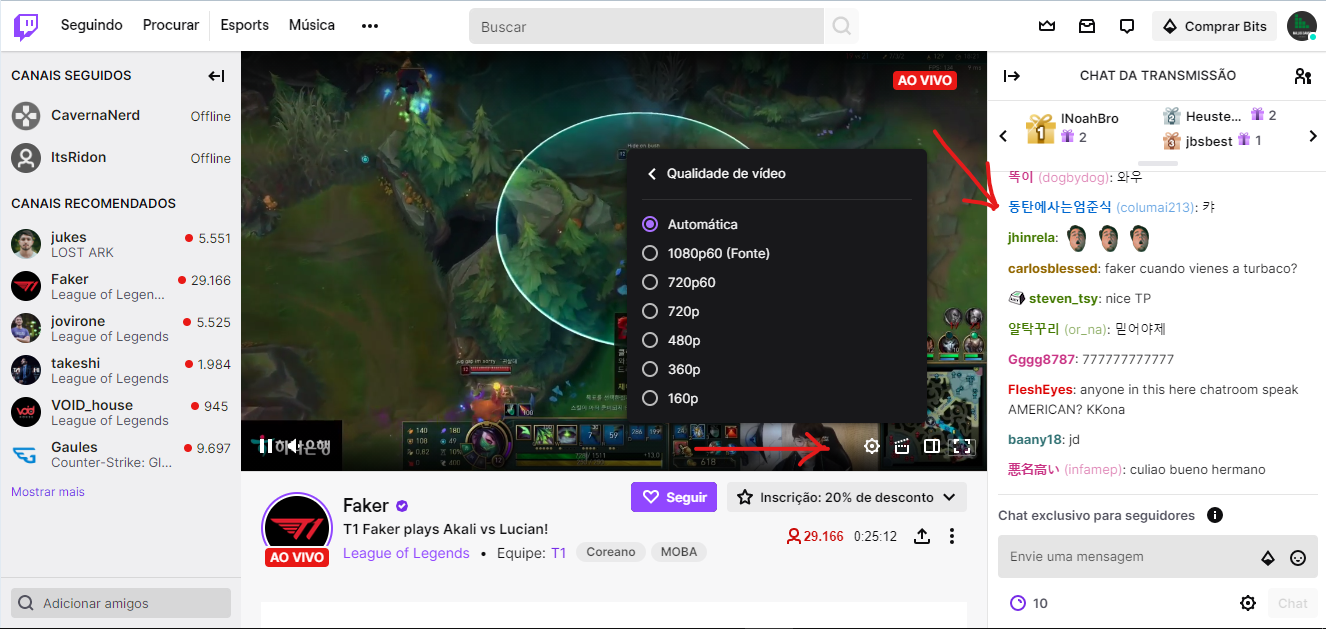 Seguindo
Procurar
Esports
Música
Buscar
Comprar Bits
CANAIS SEGUIDOS
CavernaNerd
Offline
ItsRidon
Offline
CANAIS RECOMENDADOS
jukes
5.551
LOST ARK
Faker
29.166
League of Legen...
jovirone
5.525
League of Legends
takeshi
1.984
League of Legends
VOID_house
945
League of Legends
Gaules
9.697
Counter-Strike: Gl...
Mostrar mais
Adicionar amigos
AO VIVO
Qualidade de vídeo
Automática
1080p60 (Fonte)
720p60
720p
480p
360p
160p
하나은행
AO VIVO
Faker
T1 Faker plays Akali vs Lucian!
League of Legends • Equipe: T1
Coreano
MOBA
Seguir
Inscrição: 20% de desconto
29.166
0:25:12
CHAT DA TRANSMISSÃO
1
INoahBro
2
2
Heuste...
2
3
jbsbest
1
똑이 (dogbydog): 와우
동탄에사는엄준식 (columai213): 캬
jhinrela:
carlosblessed: faker cuando vienes a turbaco?
steven_tsy: nice TP
얄탁꾸리 (or_na): 믿어야제
Gggg8787: 777777777777
FleshEyes: anyone in this here chatroom speak
AMERICAN? KKona
baany18: jd
悪名高い (infamep): culiao bueno hermano
Chat exclusivo para seguidores
Envie uma mensagem
10
Chat